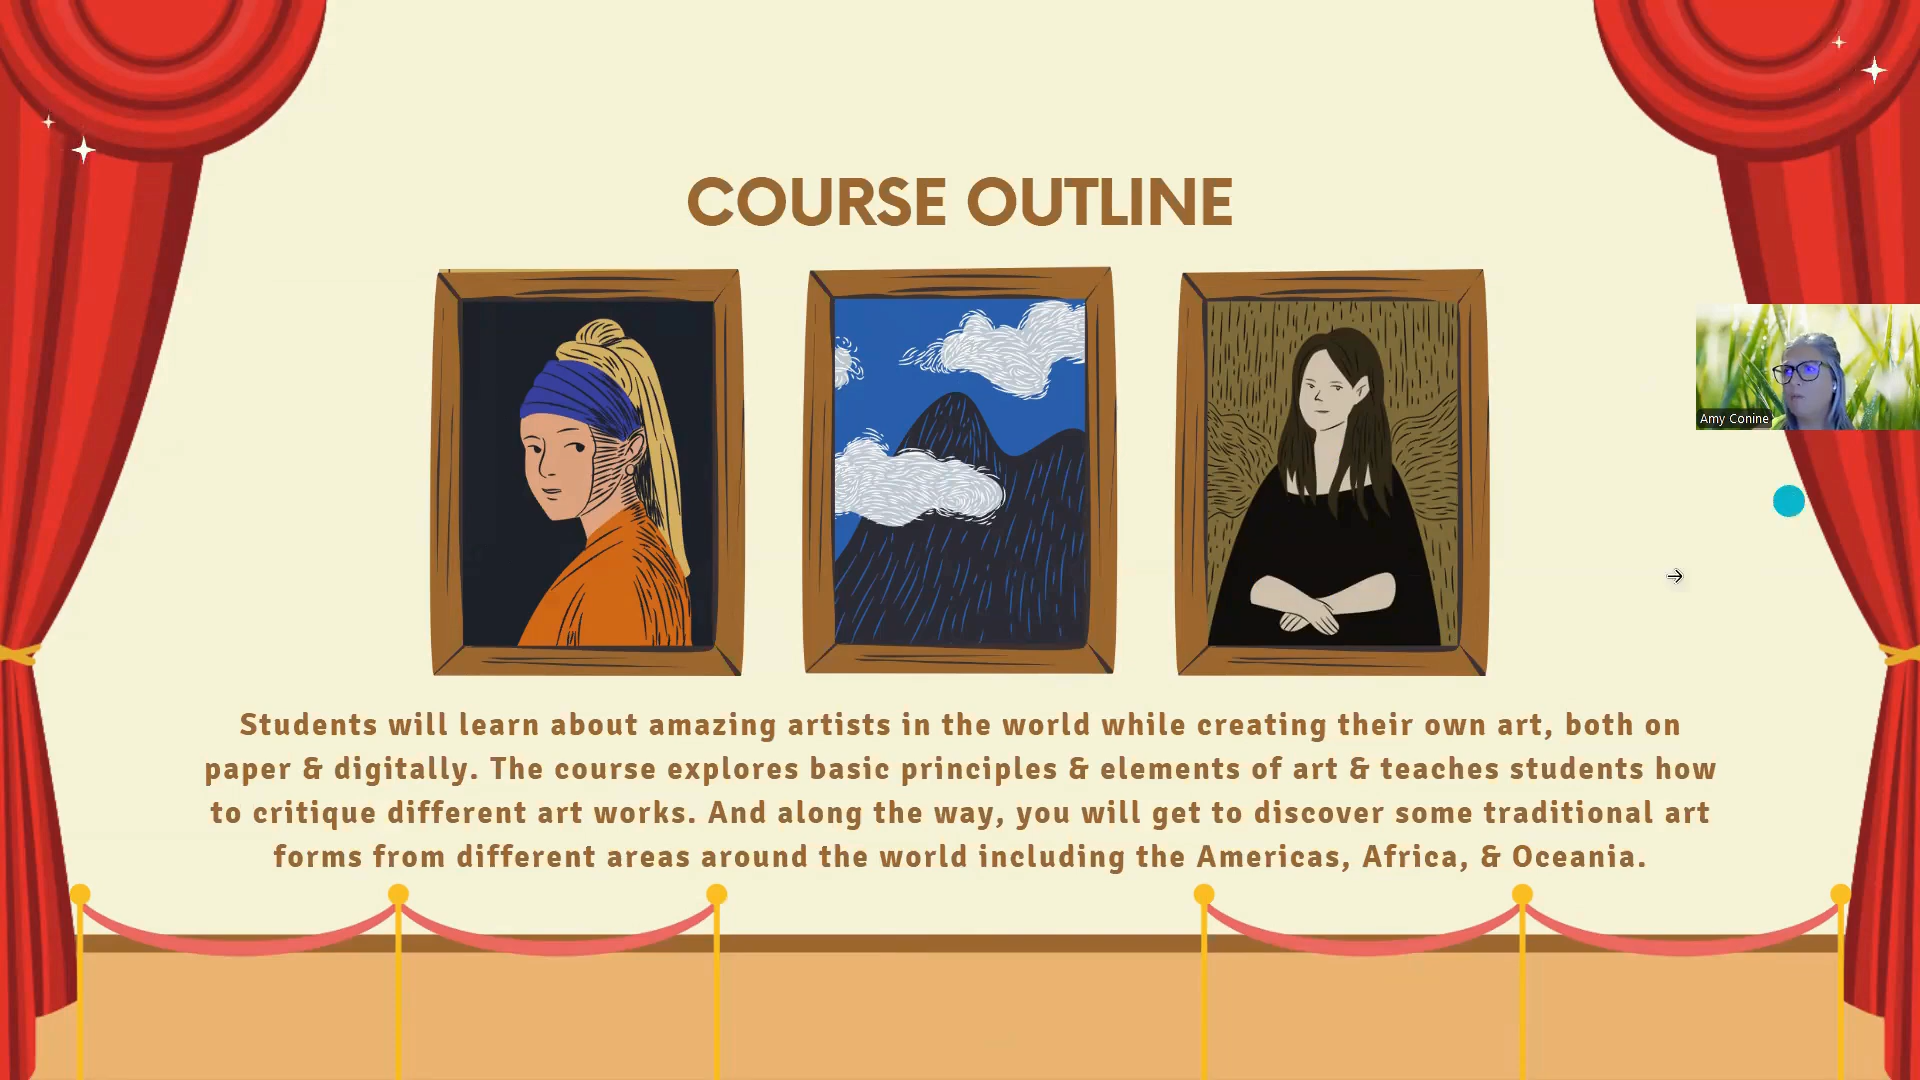 COURSE OUTLINE
Amy Conine
Students will learn about amazing artists in the world while creating their own art, both on
paper & digitally. The course explores basic principles & elements of art & teaches students how
to critique different art works. And along the way, you will get to discover some traditional art
forms from different areas around the world including the Americas, Africa, & Oceania.